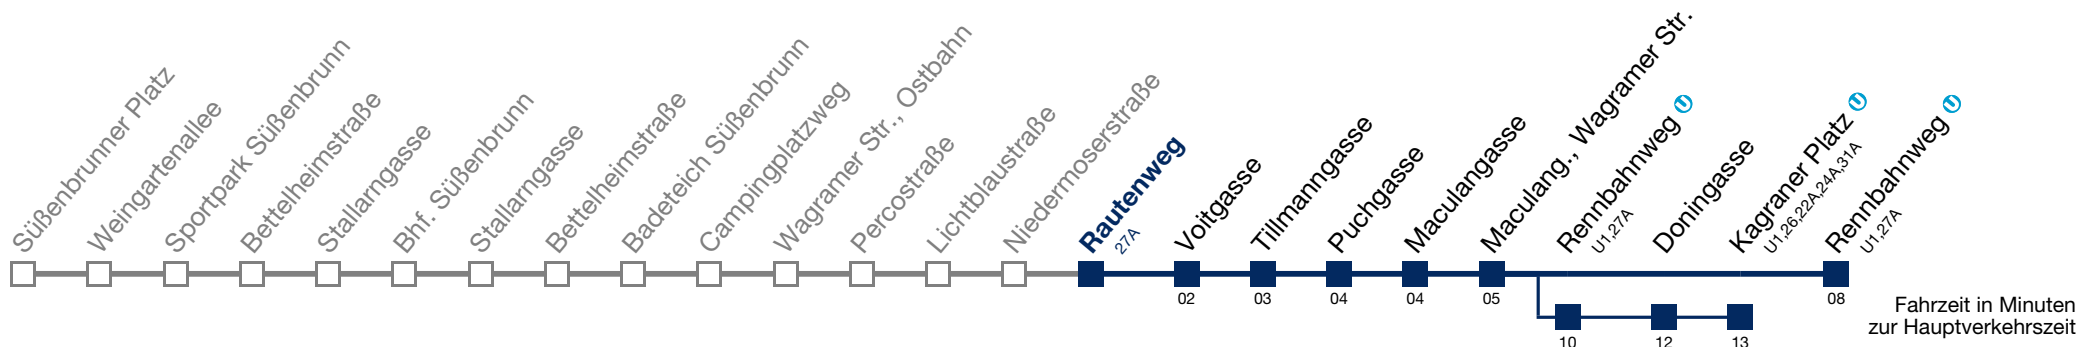 Süßenbrunner Platz
Weingartenallee
Sportpark Süßenbrunn
Bettelheimstraße
Stallarngasse
Bhf. Süßenbrunn
Stallarngasse
Bettelheimstraße
Badeteich Süßenbrunn
Campingplatzweg
Wagramer Str., Ostbahn
Percostraße
Lichtblaustraße
Niedermoserstraße
Rautenweg
27A
Voitgasse
Tillmanngasse
Puchgasse
Maculangasse
Maculang., Wagramer Str.
Rennbahnweg U
U1,27A
Doningasse
Kagraner Platz U
U1,26,22A,24A,31A
Rennbahnweg U
U1,27A
02
03
04
04
05
08
10
12
13
Fahrzeit in Minuten
zur Hauptverkehrszeit